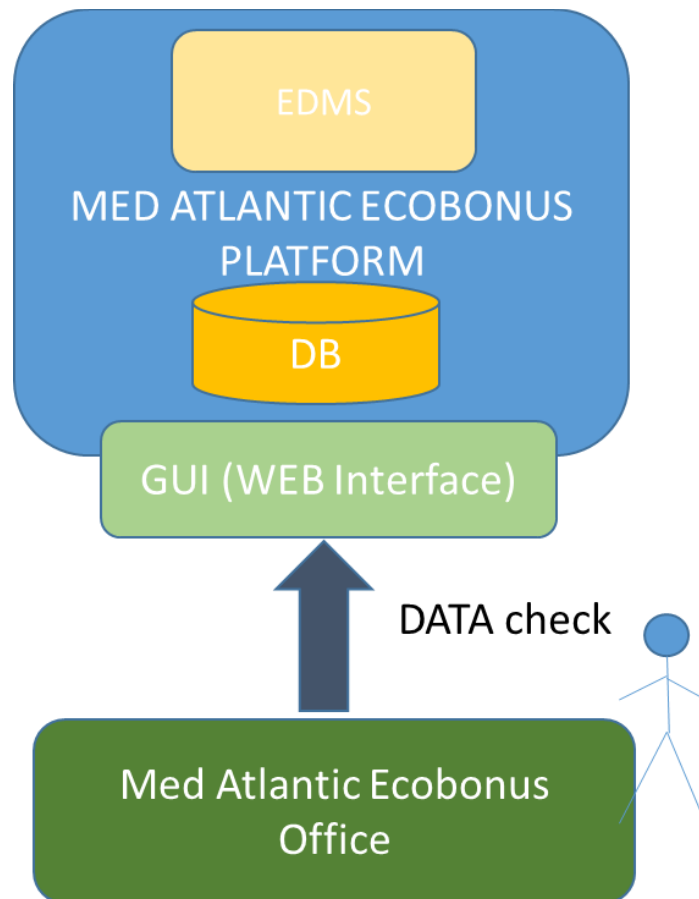 EDMS
MED ATLANTIC ECOBONUS
PLATFORM
DB
GUI (WEB Interface)
DATA check
Med Atlantic Ecobonus
Office